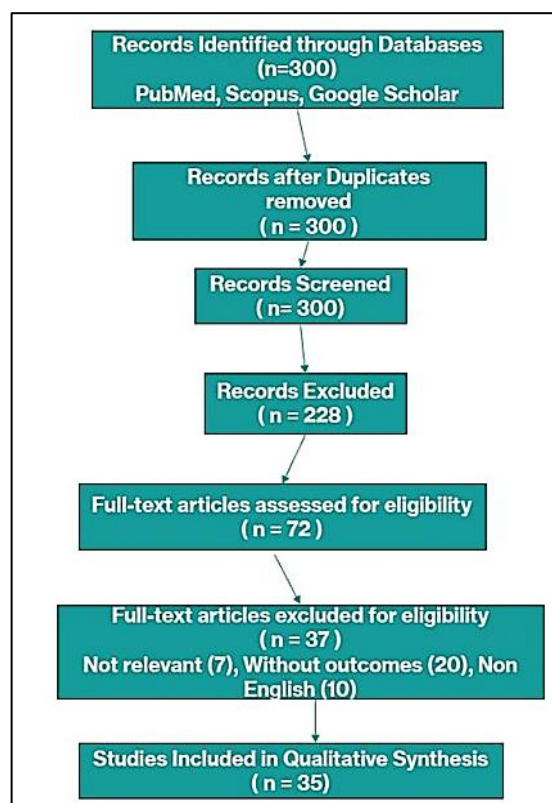 Records Identified through Databases
(n=300)
PubMed, Scopus, Google Scholar
Records after Duplicates
removed
( n = 300 )
Records Screened
( n= 300)
Records Excluded
( n = 228)
Full-text articles assessed for eligibility
( n = 72 )
Full-text articles excluded for eligibility
( n = 37 )
Not relevant (7), Without outcomes (20), Non
English (10)
Studies Included in Qualitative Synthesis
( n = 35)